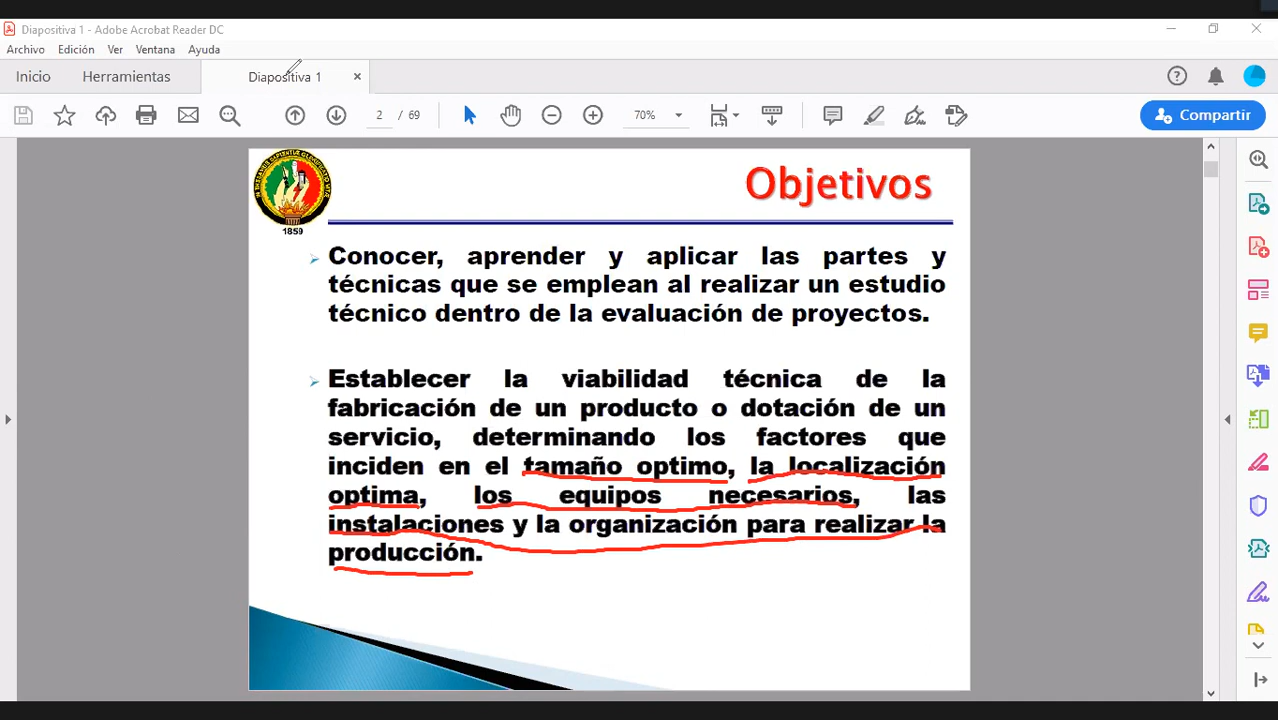 Diapositiva 1 - Adobe Acrobat Reader DC
Archivo Edición Ver Ventana Ayuda
Inicio Herramientas Diapositiva 1
2 / 69 70% Compartir
Objetivos
1859
Conocer, aprender y aplicar las partes y
técnicas que se emplean al realizar un estudio
técnico dentro de la evaluación de proyectos.
Establecer la viabilidad técnica de la
fabricación de un producto o dotación de un
servicio, determinando los factores que
inciden en el tamaño optimo, la localización
optima, los equipos necesarios, las
instalaciones y la organización para realizar la
producción.